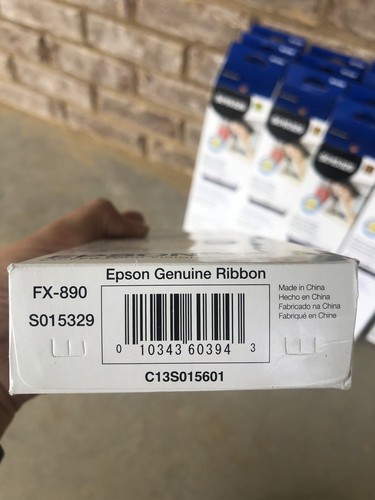 Epson Genuine Ribbon
FX-890
S015329
0 10343 60394 3
C13S015601
Made in China
Hecho en China
Fabricado na China
Fabriqué en Chine